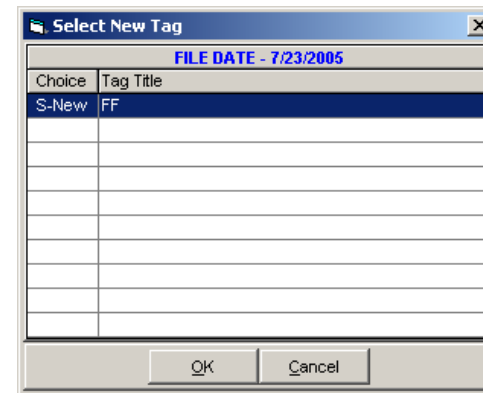 Select New Tag
FILE DATE - 7/23/2005
Choice Tag Title
S-New FF
OK Cancel